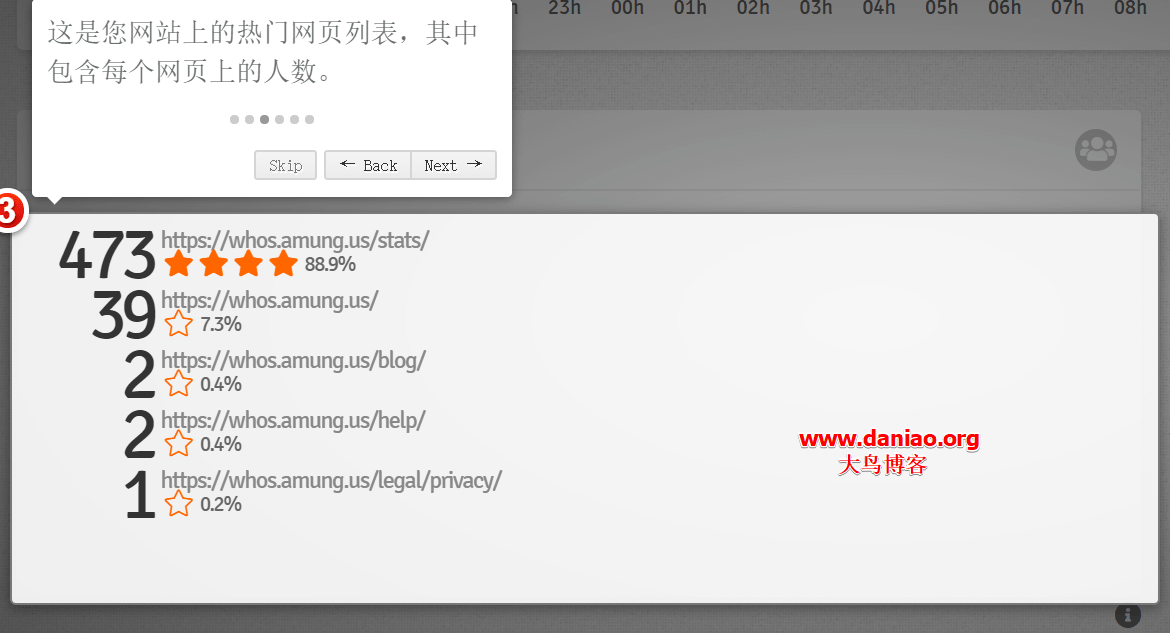 23h 00h 01h 02h 03h 04h 05h 06h 07h 08h
这是您网站上的热门网页列表，其中
包含每个网页上的人数。
Skip ← Back Next →
3
473 https://whos.amung.us/stats/
88.9%
39 https://whos.amung.us/
7.3%
2 https://whos.amung.us/blog/
0.4%
2 https://whos.amung.us/help/
0.4%
1 https://whos.amung.us/legal/privacy/
0.2%
www.daniao.org
大鸟博客